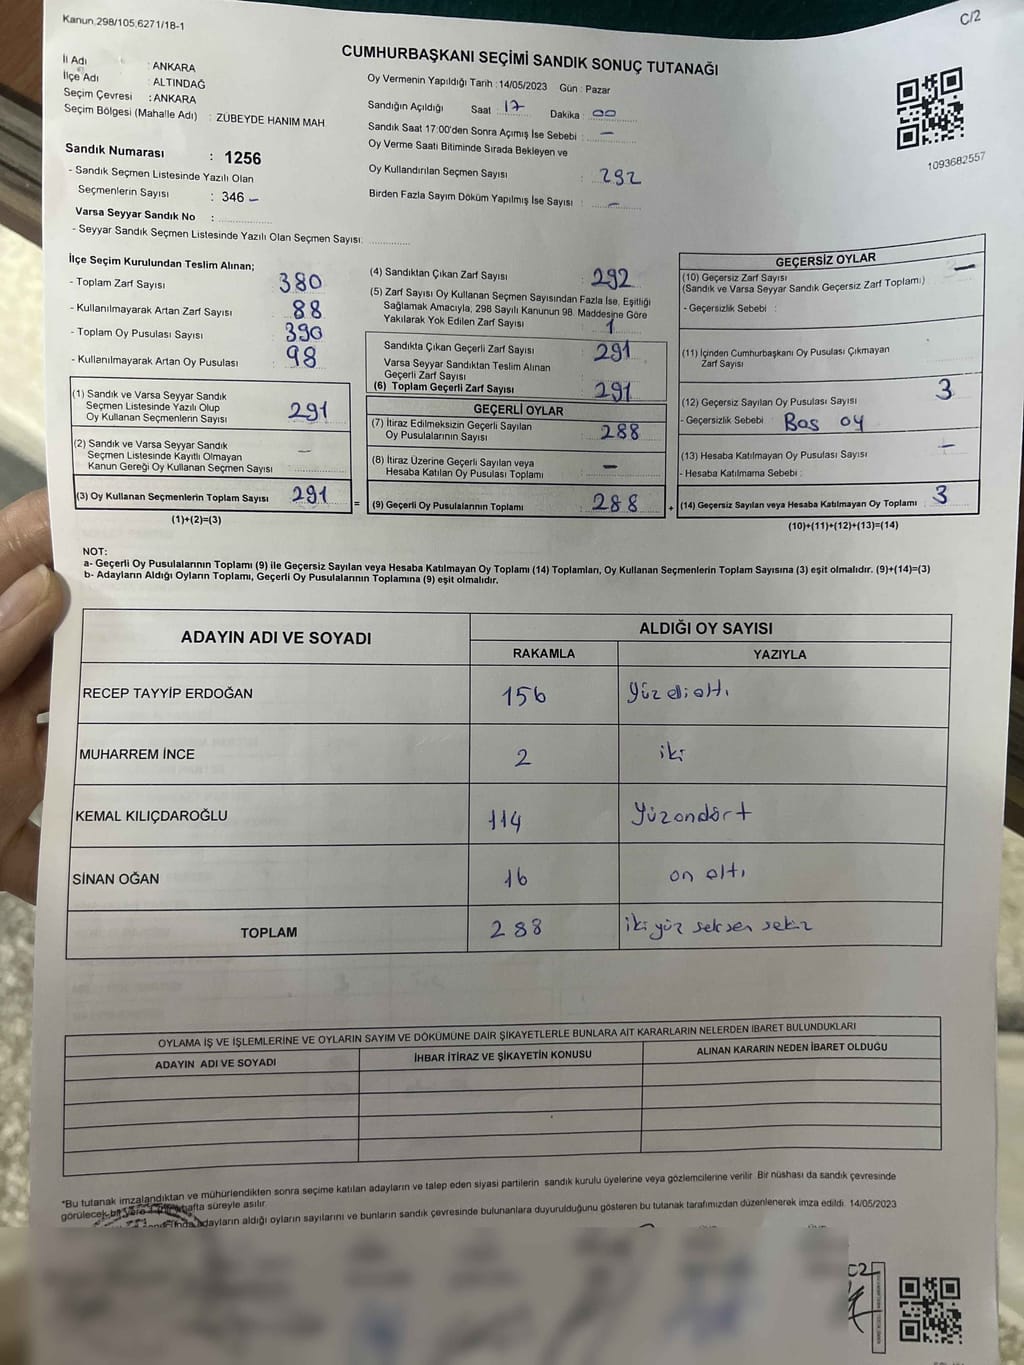 Kanun.298/105,6271/18-1
C/2
CUMHURBAŞKANI SEÇİMİ SANDIK SONUÇ TUTANAĞI
İl Adı : ANKARA
İlçe Adı : ALTINDAĞ
Seçim Çevresi : ANKARA
Seçim Bölgesi (Mahalle Adı) : ZÜBEYDE HANIM MAH.
Sandık Numarası : 1256
- Sandık Seçmen Listesinde Yazılı Olan
Seçmenlerin Sayısı : 346 -
Varsa Seyyar Sandık No :
- Seyyar Sandık Seçmen Listesinde Yazılı Olan Seçmen Sayısı:
Oy Vermenin Yapıldığı Tarih : 14/05/2023 Gün : Pazar
Sandığın Açıldığı Saat : 17 Dakika : 00
Sandık Saat 17:00'den Sonra Açımış İse Sebebi : -
Oy Verme Saati Bitiminde Sırada Bekleyen ve
Oy Kullandırılan Seçmen Sayısı : 292
Birden Fazla Sayım Döküm Yapılmış İse Sayısı : -
1093682557
İlçe Seçim Kurulundan Teslim Alınan;
- Toplam Zarf Sayısı 380
- Kullanılmayarak Artan Zarf Sayısı 88
- Toplam Oy Pusulası Sayısı 390
- Kullanılmayarak Artan Oy Pusulası 98
(1) Sandık ve Varsa Seyyar Sandık
Seçmen Listesinde Yazılı Olup
Oy Kullanan Seçmenlerin Sayısı 291
(2) Sandık ve Varsa Seyyar Sandık
Seçmen Listesinde Kayıtlı Olmayan
Kanun Gereği Oy Kullanan Seçmen Sayısı -
(3) Oy Kullanan Seçmenlerin Toplam Sayısı 291
(1)+(2)=(3)
=
(4) Sandıktan Çıkan Zarf Sayısı : 292
(5) Zarf Sayısı Oy Kullanan Seçmen Sayısından Fazla İse, Eşitliği
Sağlamak Amacıyla, 298 Sayılı Kanunun 98. Maddesine Göre
Yakılarak Yok Edilen Zarf Sayısı : 1
Sandıkta Çıkan Geçerli Zarf Sayısı : 291
Varsa Seyyar Sandıktan Teslim Alınan
Geçerli Zarf Sayısı
(6) Toplam Geçerli Zarf Sayısı : 291
GEÇERLİ OYLAR
(7) İtiraz Edilmeksizin Geçerli Sayılan
Oy Pusulalarının Sayısı : 288
(8) İtiraz Üzerine Geçerli Sayılan veya
Hesaba Katılan Oy Pusulası Toplamı -
(9) Geçerli Oy Pusulalarının Toplamı : 288
+
GEÇERSİZ OYLAR
(10) Geçersiz Zarf Sayısı -
(Sandık ve Varsa Seyyar Sandık Geçersiz Zarf Toplamı)
- Geçersizlik Sebebi :
(11) İçinden Cumhurbaşkanı Oy Pusulası Çıkmayan
Zarf Sayısı
(12) Geçersiz Sayılan Oy Pusulası Sayısı 3
- Geçersizlik Sebebi : Boş oy
(13) Hesaba Katılmayan Oy Pusulası Sayısı -
- Hesaba Katılmama Sebebi :
(14) Geçersiz Sayılan veya Hesaba Katılmayan Oy Toplamı 3
(10)+(11)+(12)+(13)=(14)
NOT:
a- Geçerli Oy Pusulalarının Toplamı (9) ile Geçersiz Sayılan veya Hesaba Katılmayan Oy Toplamı (14) Toplamları, Oy Kullanan Seçmenlerin Toplam Sayısına (3) eşit olmalıdır. (9)+(14)=(3)
b- Adayların Aldığı Oyların Toplamı, Geçerli Oy Pusulalarının Toplamına (9) eşit olmalıdır.
ADAYIN ADI VE SOYADI ALDIĞI OY SAYISI
RAKAMLA YAZIYLA
RECEP TAYYİP ERDOĞAN 156 Yüz elli altı
MUHARREM İNCE 2 iki
KEMAL KILIÇDAROĞLU 114 Yüzondört
SİNAN OĞAN 16 on altı
TOPLAM 288 iki yüz seksen sekiz
OYLAMA İŞ VE İŞLEMLERİNE VE OYLARIN SAYIM VE DÖKÜMÜNE DAİR ŞİKAYETLERLE BUNLARA AİT KARARLARIN NELERDEN İBARET BULUNDUKLARI
ADAYIN ADI VE SOYADI İHBAR İTİRAZ VE ŞİKAYETİN KONUSU ALINAN KARARIN NEDEN İBARET OLDUĞU
*Bu tutanak imzalandıktan ve mühürlendikten sonra seçime katılan adayların ve talep eden siyasi partilerin sandık kurulu üyelerine veya gözlemcilerine verilir. Bir nüshası da sandık çevresinde
görülecek bir yere hafta süreyle asılır.
adayların aldığı oyların sayılarını ve bunların sandık çevresinde bulunanlara duyurulduğunu gösteren bu tutanak tarafımızdan düzenlenerek imza edildi. 14/05/2023
C2